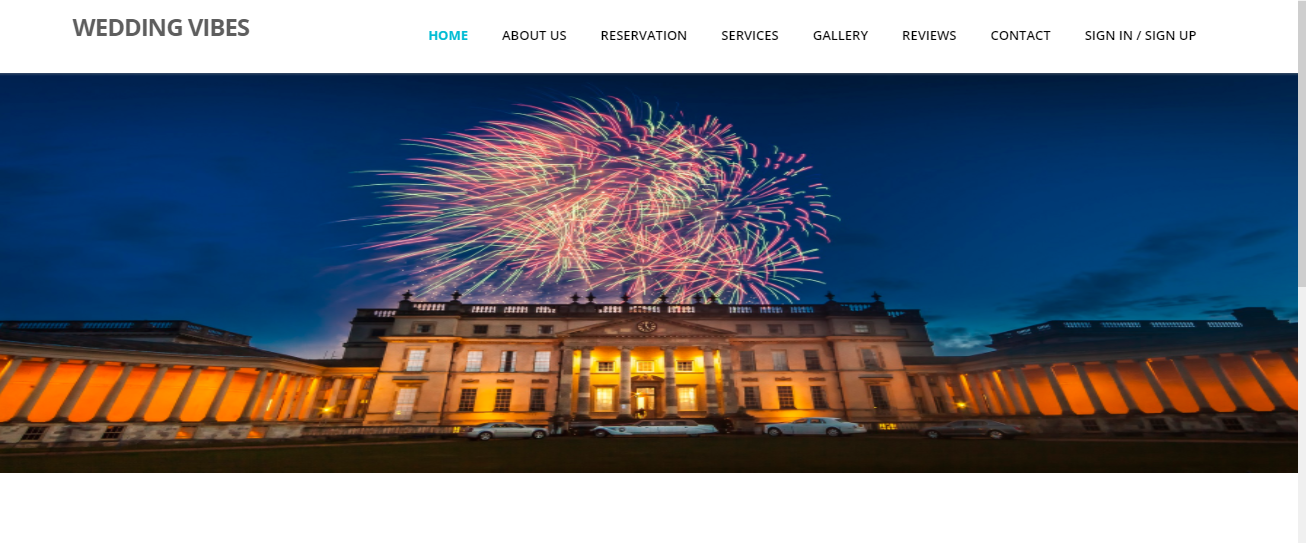 WEDDING VIBES
HOME ABOUT US RESERVATION SERVICES GALLERY REVIEWS CONTACT SIGN IN / SIGN UP